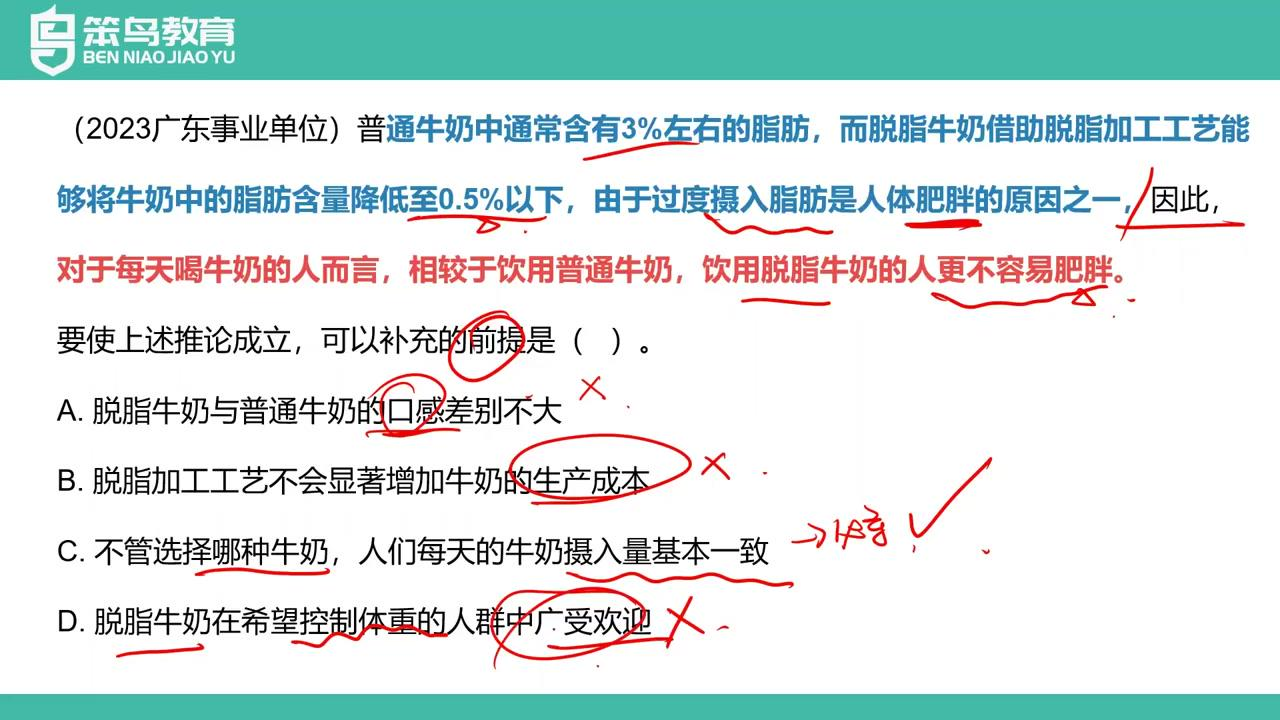 笨鸟教育
BEN NIAO JIAO YU
（2023广东事业单位）普通牛奶中通常含有3%左右的脂肪，而脱脂牛奶借助脱脂加工工艺能
够将牛奶中的脂肪含量降低至0.5%以下，由于过度摄入脂肪是人体肥胖的原因之一，因此，
对于每天喝牛奶的人而言，相较于饮用普通牛奶，饮用脱脂牛奶的人更不容易肥胖。
要使上述推论成立，可以补充的前提是（ ）。
A. 脱脂牛奶与普通牛奶的口感差别不大
B. 脱脂加工工艺不会显著增加牛奶的生产成本
C. 不管选择哪种牛奶，人们每天的牛奶摄入量基本一致
D. 脱脂牛奶在希望控制体重的人群中广受欢迎